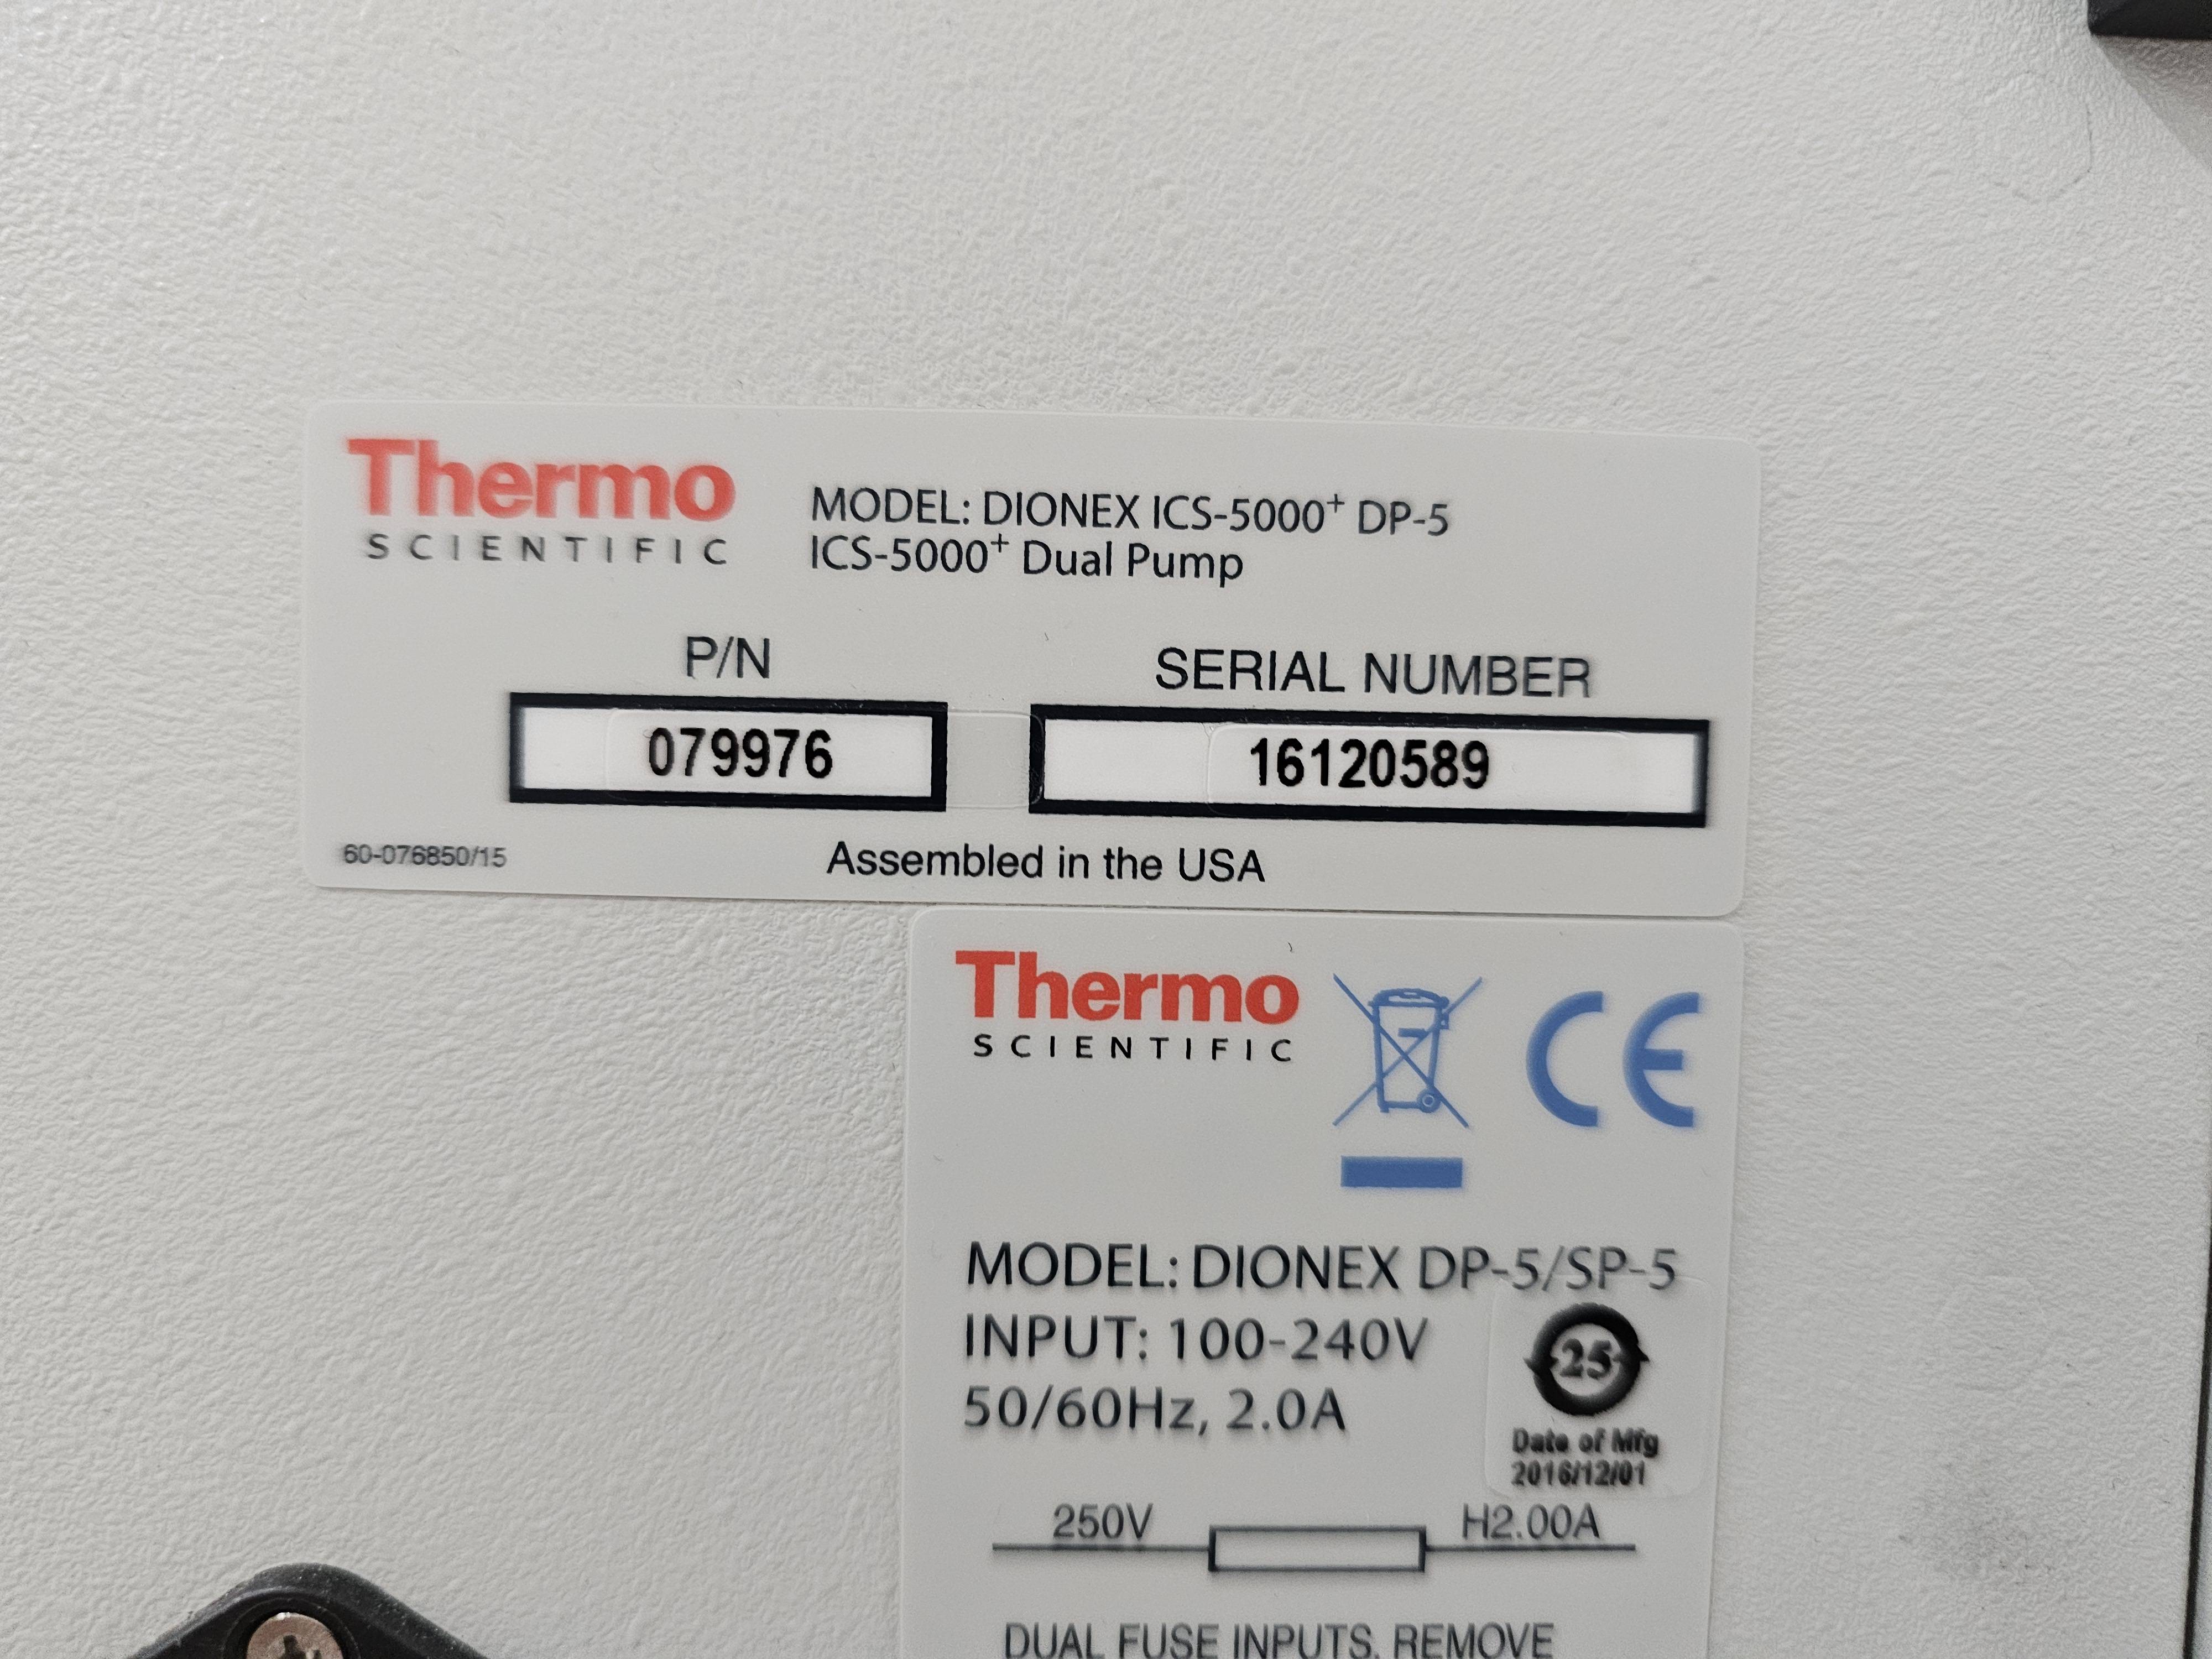 Thermo
SCIENTIFIC
MODEL: DIONEX ICS-5000⁺ DP-5
ICS-5000⁺ Dual Pump
P/N
SERIAL NUMBER
079976
16120589
60-076850/15
Assembled in the USA
Thermo
SCIENTIFIC
CE
MODEL: DIONEX DP-5/SP-5
INPUT: 100-240V
50/60Hz, 2.0A
25
Date of Mfg
2016/12/01
250V
H2.00A
DUAL FUSE INPUTS, REMOVE